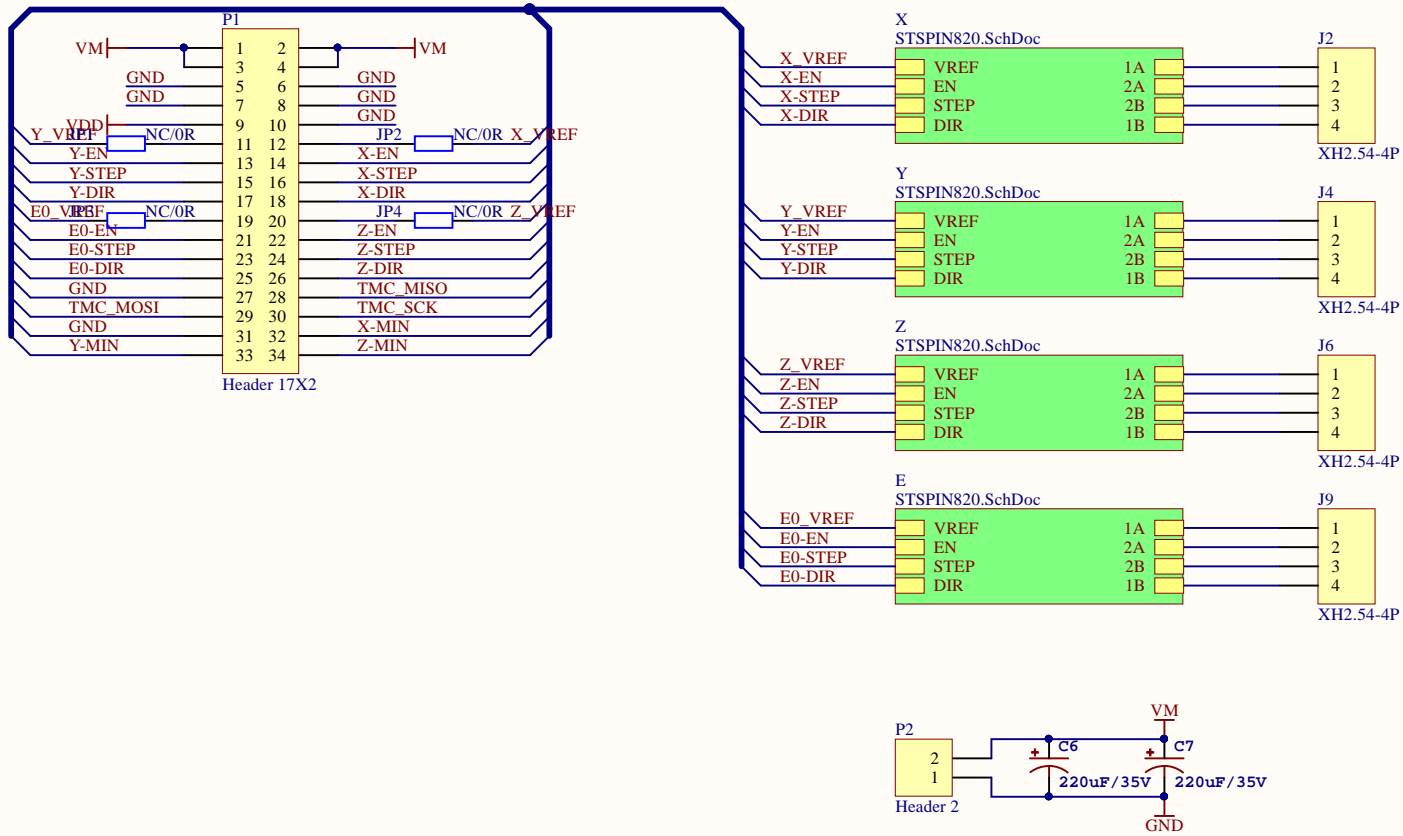 P1
VM 1 2 VM
3 4
GND 5 6 GND
GND 7 8 GND
VDD 9 10 GND
Y_VREF JP1 NC/0R 11 12 JP2 NC/0R X_VREF
Y-EN 13 14 X-EN
Y-STEP 15 16 X-STEP
Y-DIR 17 18 X-DIR
E0_VREF JP3 NC/0R 19 20 JP4 NC/0R Z_VREF
E0-EN 21 22 Z-EN
E0-STEP 23 24 Z-STEP
E0-DIR 25 26 Z-DIR
GND 27 28 TMC_MISO
TMC_MOSI 29 30 TMC_SCK
GND 31 32 X-MIN
Y-MIN 33 34 Z-MIN
Header 17X2
X
STSPIN820.SchDoc J2
X_VREF VREF 1A 1
X-EN EN 2A 2
X-STEP STEP 2B 3
X-DIR DIR 1B 4
XH2.54-4P
Y
STSPIN820.SchDoc J4
Y_VREF VREF 1A 1
Y-EN EN 2A 2
Y-STEP STEP 2B 3
Y-DIR DIR 1B 4
XH2.54-4P
Z
STSPIN820.SchDoc J6
Z_VREF VREF 1A 1
Z-EN EN 2A 2
Z-STEP STEP 2B 3
Z-DIR DIR 1B 4
XH2.54-4P
E
STSPIN820.SchDoc J9
E0_VREF VREF 1A 1
E0-EN EN 2A 2
E0-STEP STEP 2B 3
E0-DIR DIR 1B 4
XH2.54-4P
VM
P2
+ C6 + C7
2
1 220uF/35V 220uF/35V
Header 2
GND